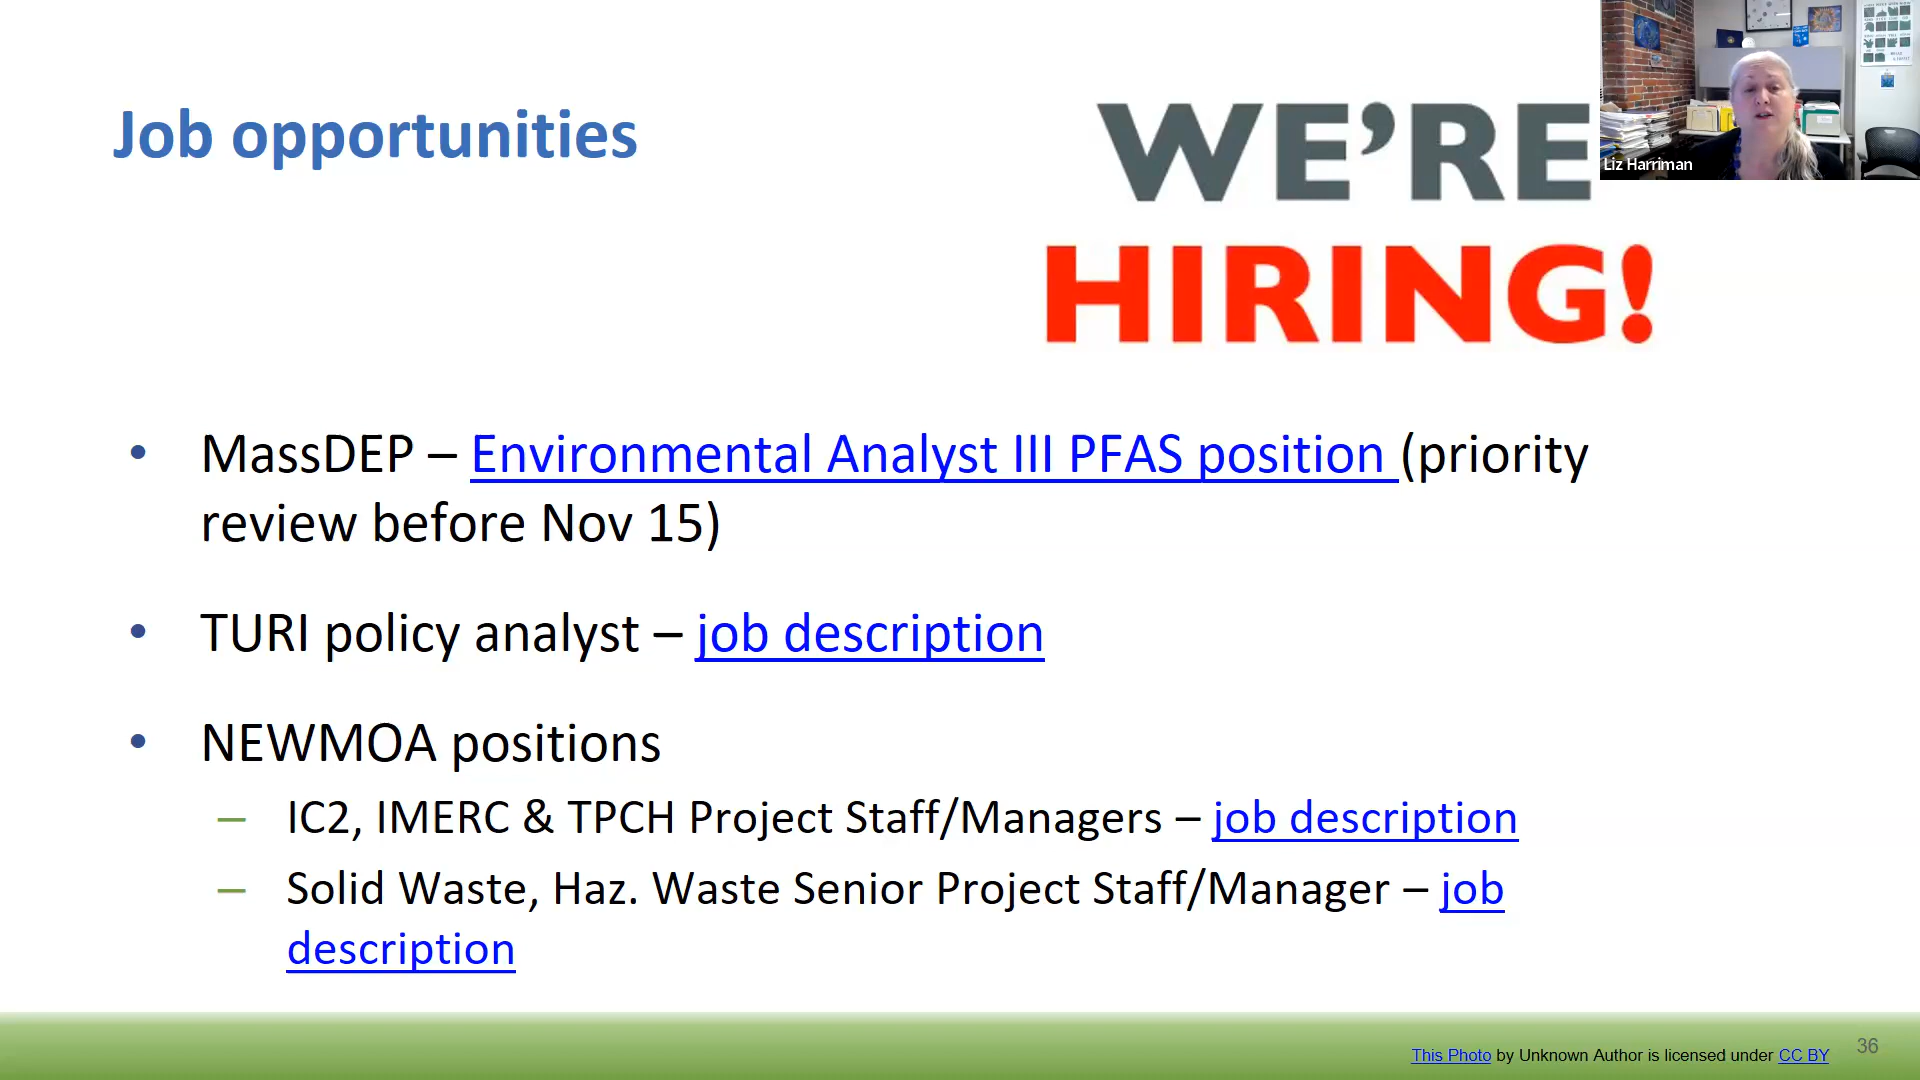 Job opportunities
WE'RE
HIRING!
Liz Harriman
• MassDEP – Environmental Analyst III PFAS position (priority
review before Nov 15)
• TURI policy analyst – job description
• NEWMOA positions
– IC2, IMERC & TPCH Project Staff/Managers – job description
– Solid Waste, Haz. Waste Senior Project Staff/Manager – job
description
This Photo by Unknown Author is licensed under CC BY
36